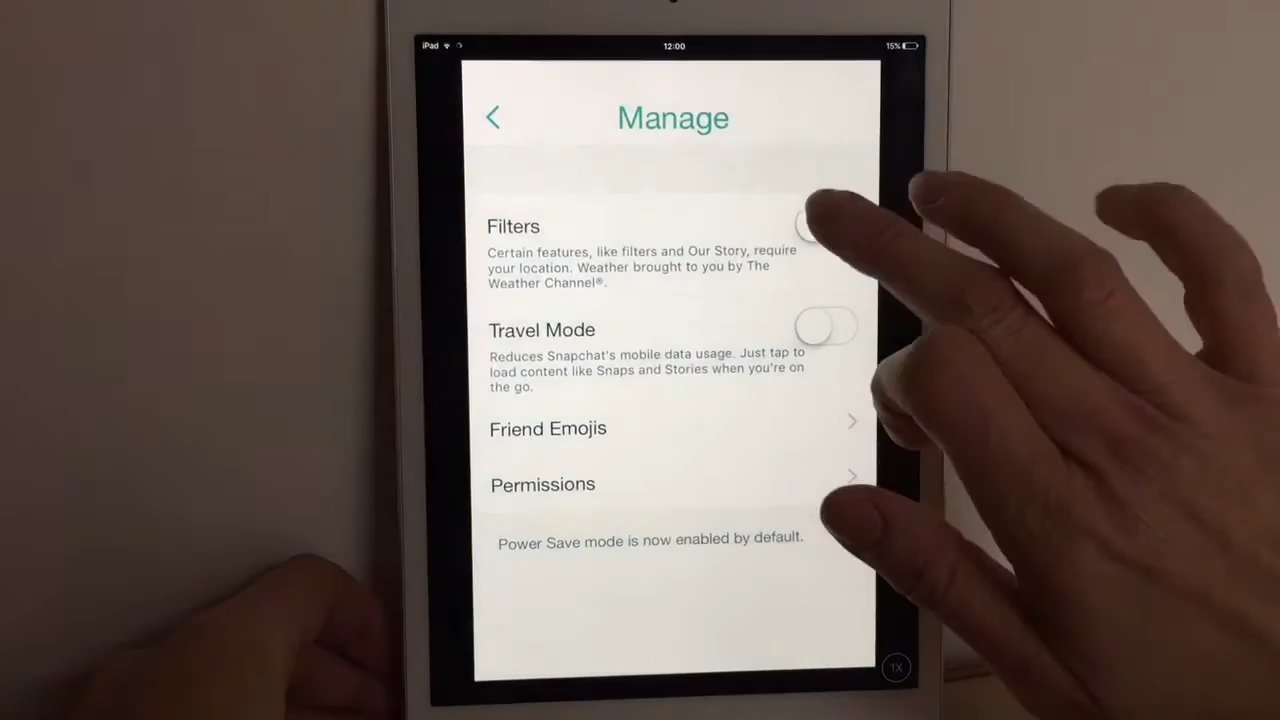 iPad 12:00 15%
Manage
Filters
Certain features, like filters and Our Story, require
your location. Weather brought to you by The
Weather Channel®.
Travel Mode
Reduces Snapchat's mobile data usage. Just tap to
load content like Snaps and Stories when you're on
the go.
Friend Emojis
Permissions
Power Save mode is now enabled by default.
1X